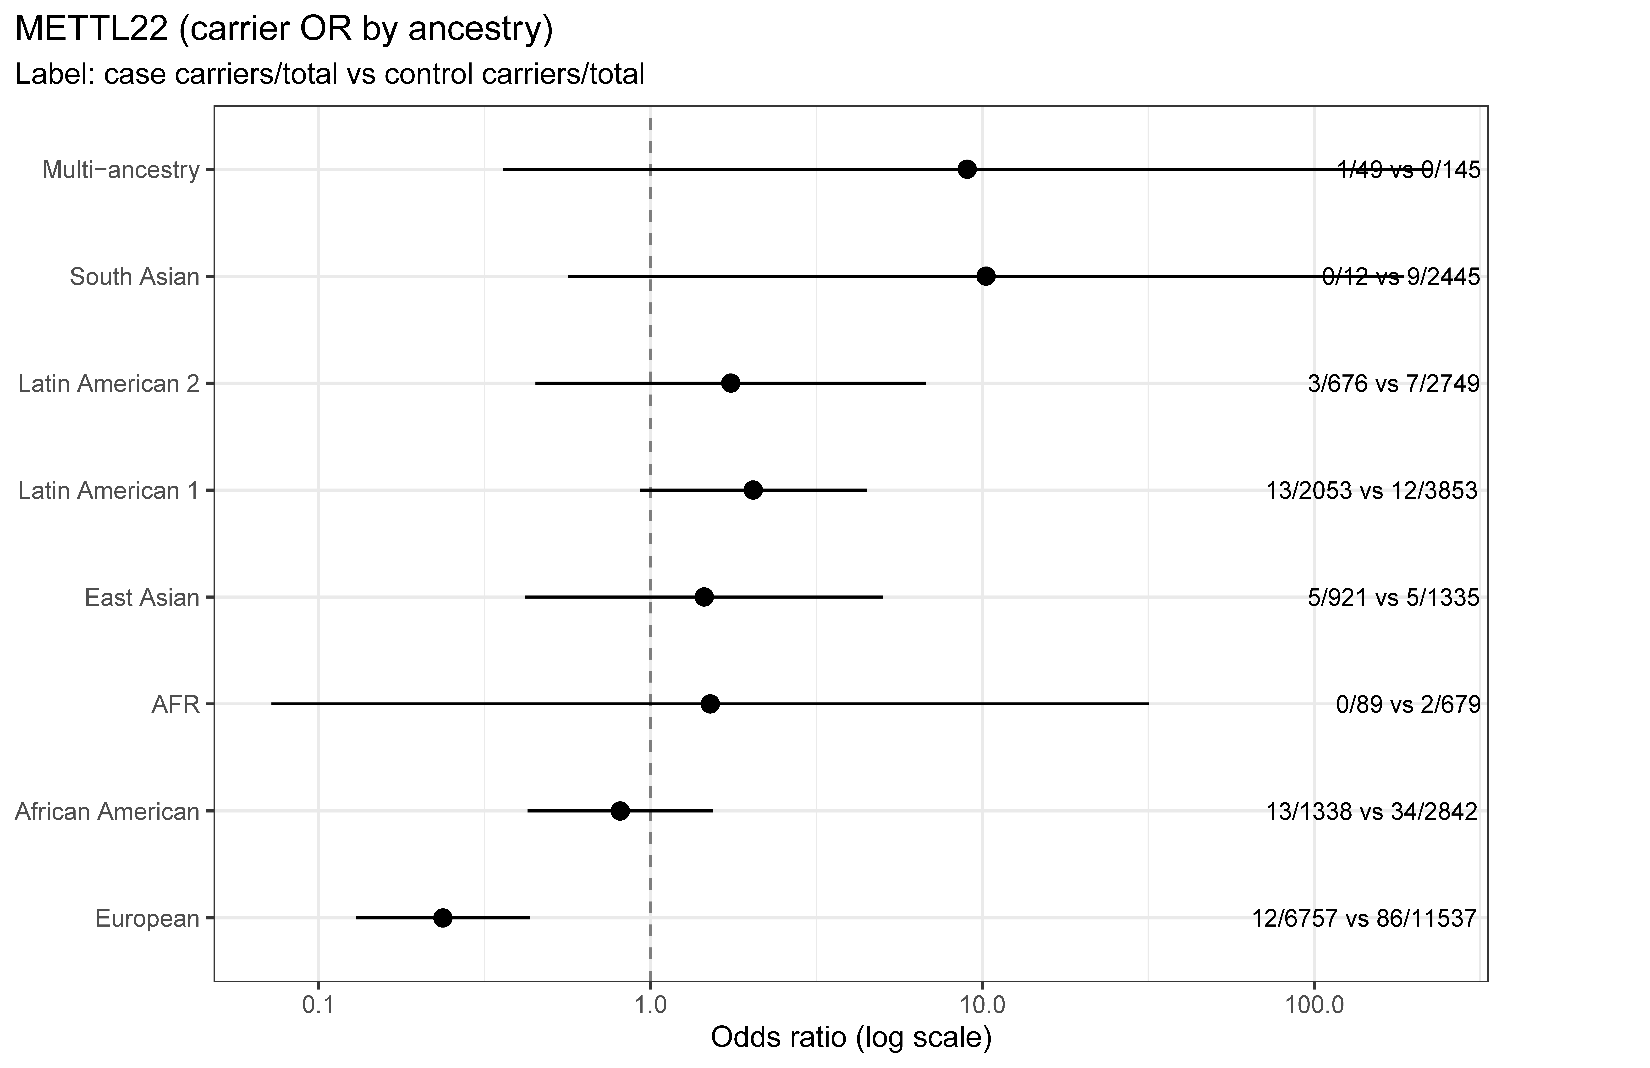 METTL22 (carrier OR by ancestry)
Label: case carriers/total vs control carriers/total
Multi−ancestry
1/49 vs 0/145
South Asian
0/12 vs 9/2445
Latin American 2
3/676 vs 7/2749
Latin American 1
13/2053 vs 12/3853
East Asian
5/921 vs 5/1335
AFR
0/89 vs 2/679
African American
13/1338 vs 34/2842
European
12/6757 vs 86/11537
0.1
1.0
10.0
100.0
Odds ratio (log scale)